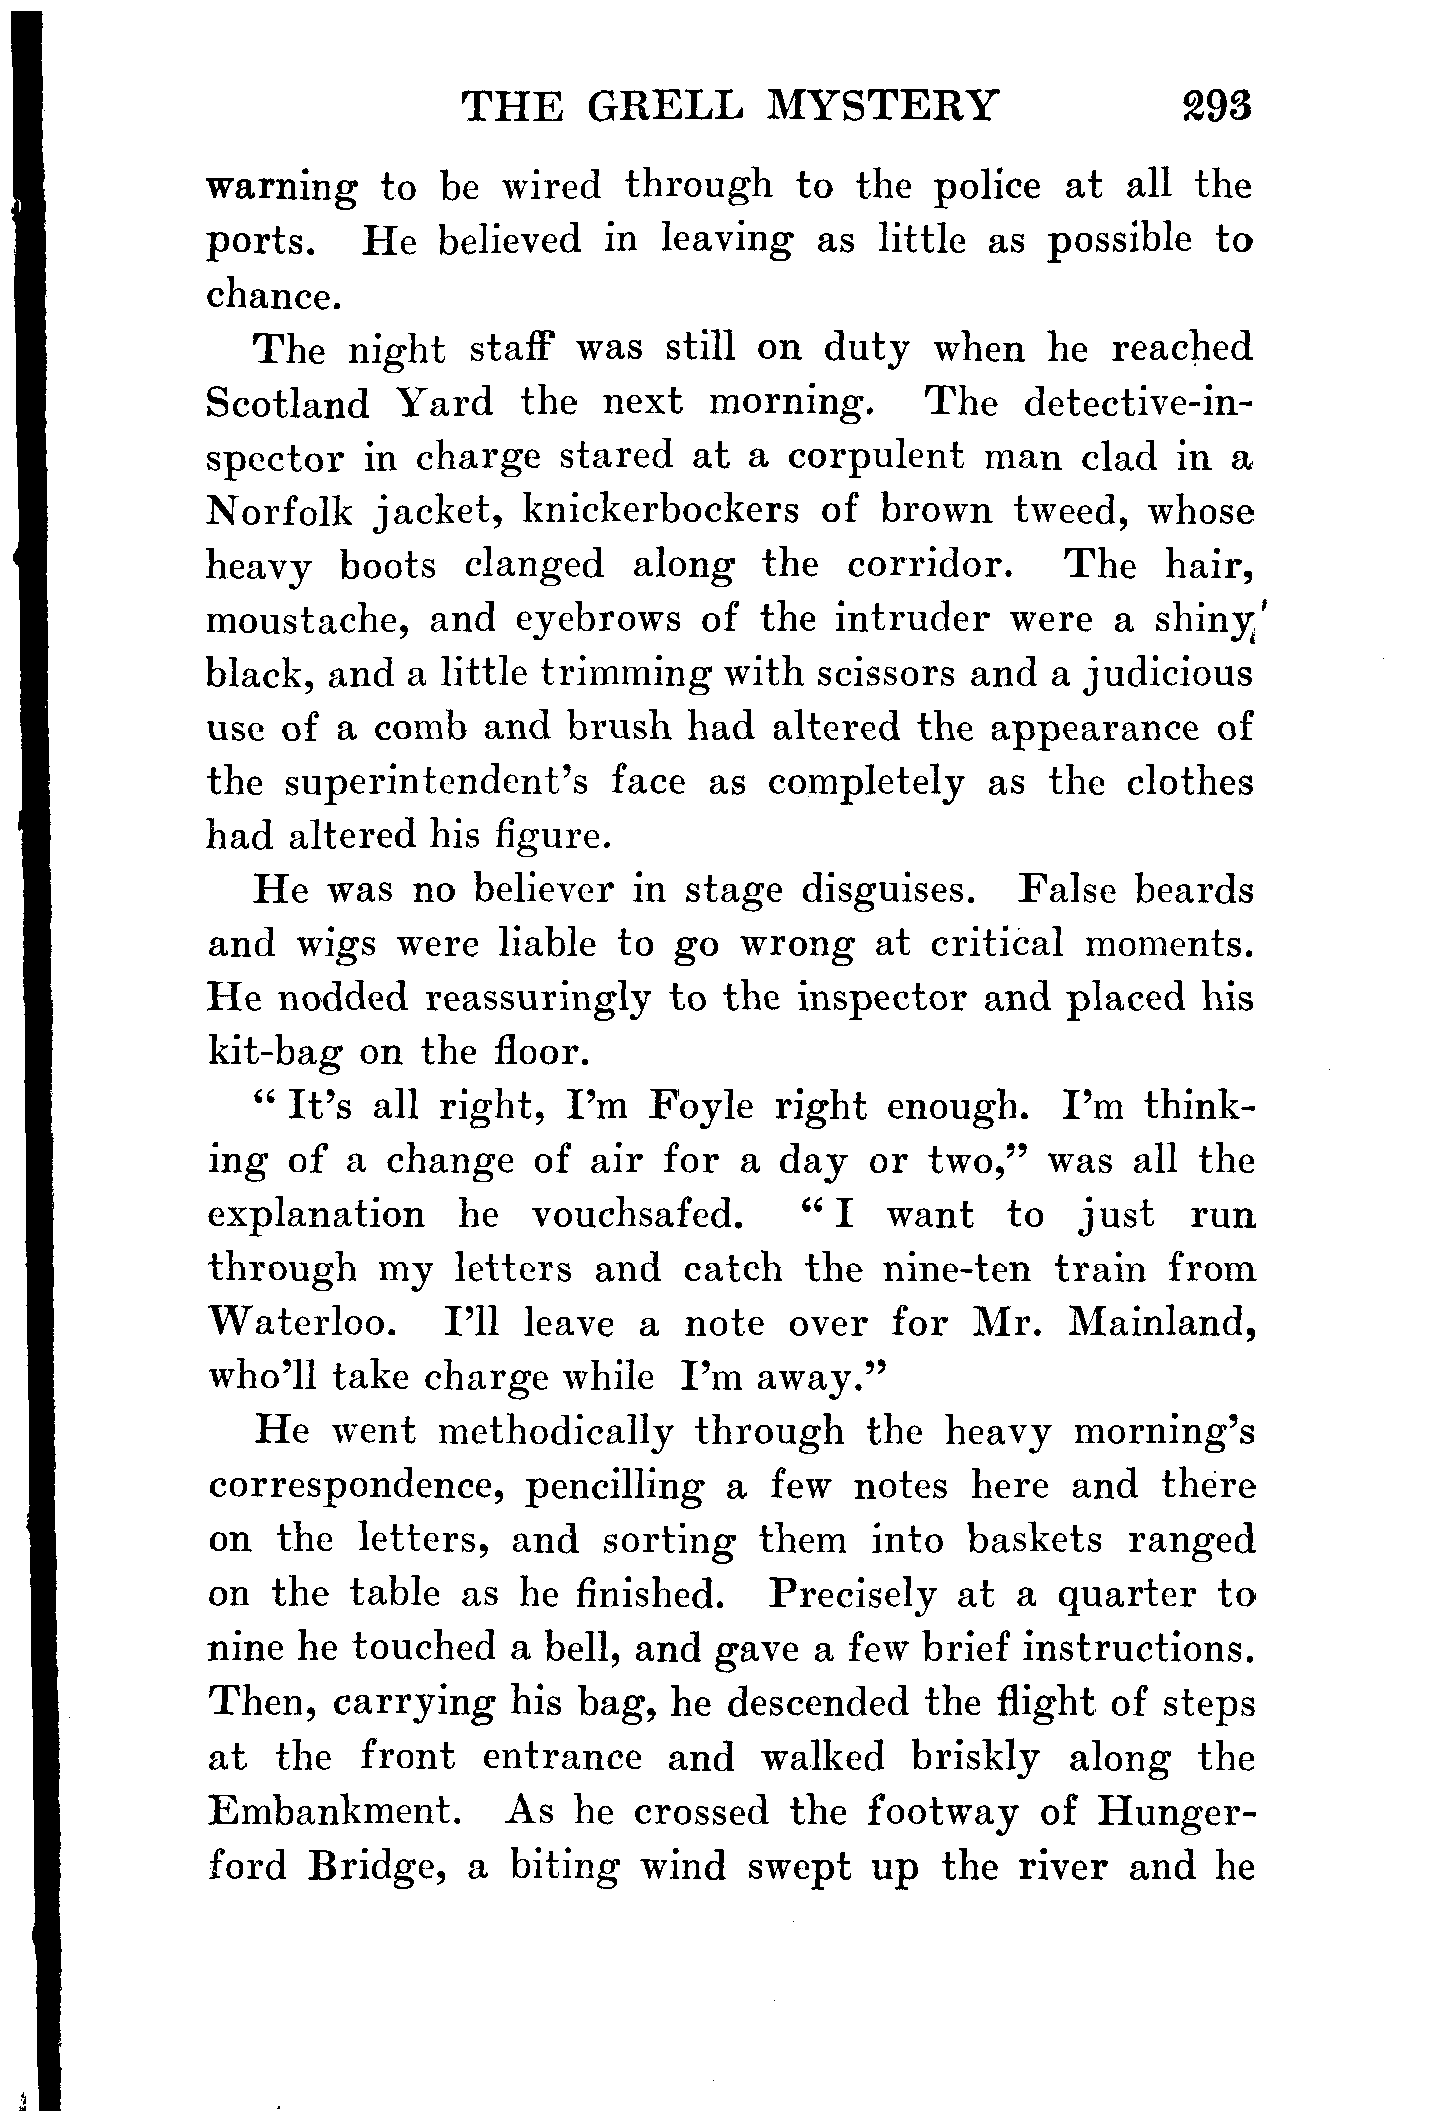 THE GRELL MYSTERY 293
warning to be wired through to the police at all the
ports. He believed in leaving as little as possible to
chance.
The night staff was still on duty when he reached
Scotland Yard the next morning. The detective-in-
spector in charge stared at a corpulent man clad in a
Norfolk jacket, knickerbockers of brown tweed, whose
heavy boots clanged along the corridor. The hair,
moustache, and eyebrows of the intruder were a shiny
black, and a little trimming with scissors and a judicious
use of a comb and brush had altered the appearance of
the superintendent's face as completely as the clothes
had altered his figure.
He was no believer in stage disguises. False beards
and wigs were liable to go wrong at critical moments.
He nodded reassuringly to the inspector and placed his
kit-bag on the floor.
“ It's all right, I'm Foyle right enough. I'm think-
ing of a change of air for a day or two,” was all the
explanation he vouchsafed. “ I want to just run
through my letters and catch the nine-ten train from
Waterloo. I'll leave a note over for Mr. Mainland,
who'll take charge while I'm away.”
He went methodically through the heavy morning's
correspondence, pencilling a few notes here and there
on the letters, and sorting them into baskets ranged
on the table as he finished. Precisely at a quarter to
nine he touched a bell, and gave a few brief instructions.
Then, carrying his bag, he descended the flight of steps
at the front entrance and walked briskly along the
Embankment. As he crossed the footway of Hunger-
ford Bridge, a biting wind swept up the river and he